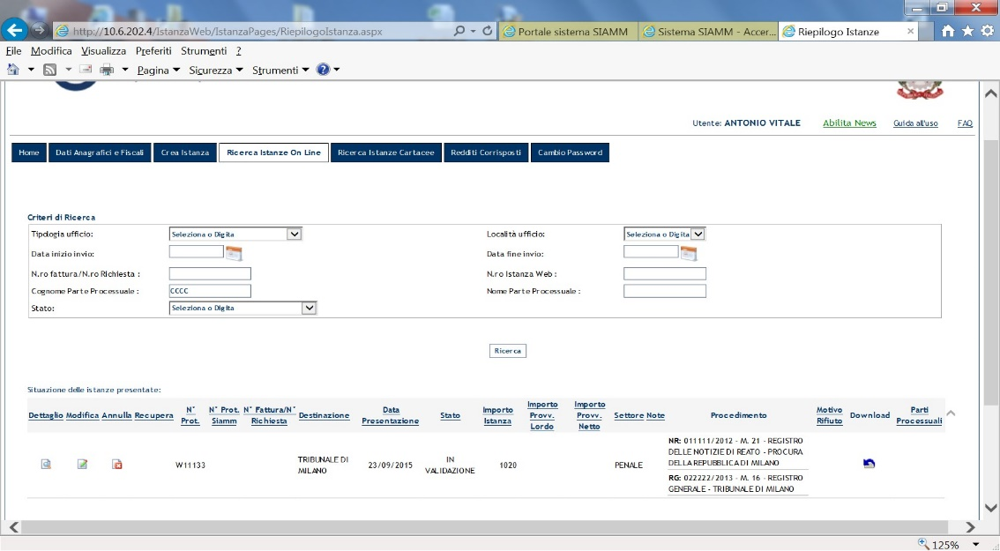 http://10.6.202.4/IstanzaWeb/IstanzaPages/RiepilogoIstanza.aspx
Portale sistema SIAMM
Sistema SIAMM - Accer...
Riepilogo Istanze
File Modifica Visualizza Preferiti Strumenti ?
Pagina Sicurezza Strumenti
Utente: ANTONIO VITALE Abilita News Guida all'uso FAQ
Home Dati Anagrafici e Fiscali Crea Istanza Ricerca Istanze On Line Ricerca Istanze Cartacee Redditi Corrisposti Cambio Password
Criteri di Ricerca
Tipologia ufficio: Seleziona o Digita Località ufficio: Seleziona o Digita
Data inizio invio: Data fine invio:
N.ro fattura/N.ro Richiesta : N.ro Istanza Web :
Cognome Parte Processuale : CCCC Nome Parte Processuale :
Stato: Seleziona o Digita
Ricerca
Situazione delle istanze presentate:
Dettaglio Modifica Annulla Recupera N° Prot. N° Prot. Siamm N° Fattura/N° Richiesta Destinazione Data Presentazione Stato Importo Istanza Importo Provv. Lordo Importo Provv. Netto Settore Note Procedimento Motivo Rifiuto Download Parti Processuali
W11133 TRIBUNALE DI MILANO 23/09/2015 IN VALIDAZIONE 1020 PENALE
NR: 011111/2012 - M. 21 - REGISTRO
DELLE NOTIZIE DI REATO - PROCURA
DELLA REPUBBLICA DI MILANO
RG: 022222/2013 - M. 16 - REGISTRO
GENERALE - TRIBUNALE DI MILANO
125%